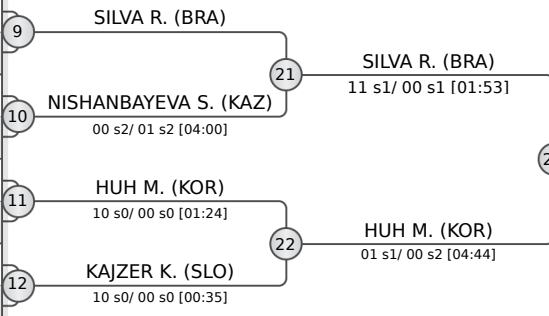 SILVA R. (BRA)
9
21
SILVA R. (BRA)
11 s1/ 00 s1 [01:53]
NISHANBAYEVA S. (KAZ)
10
00 s2/ 01 s2 [04:00]
HUH M. (KOR)
11
10 s0/ 00 s0 [01:24]
22
HUH M. (KOR)
01 s1/ 00 s2 [04:44]
KAJZER K. (SLO)
12
10 s0/ 00 s0 [00:35]